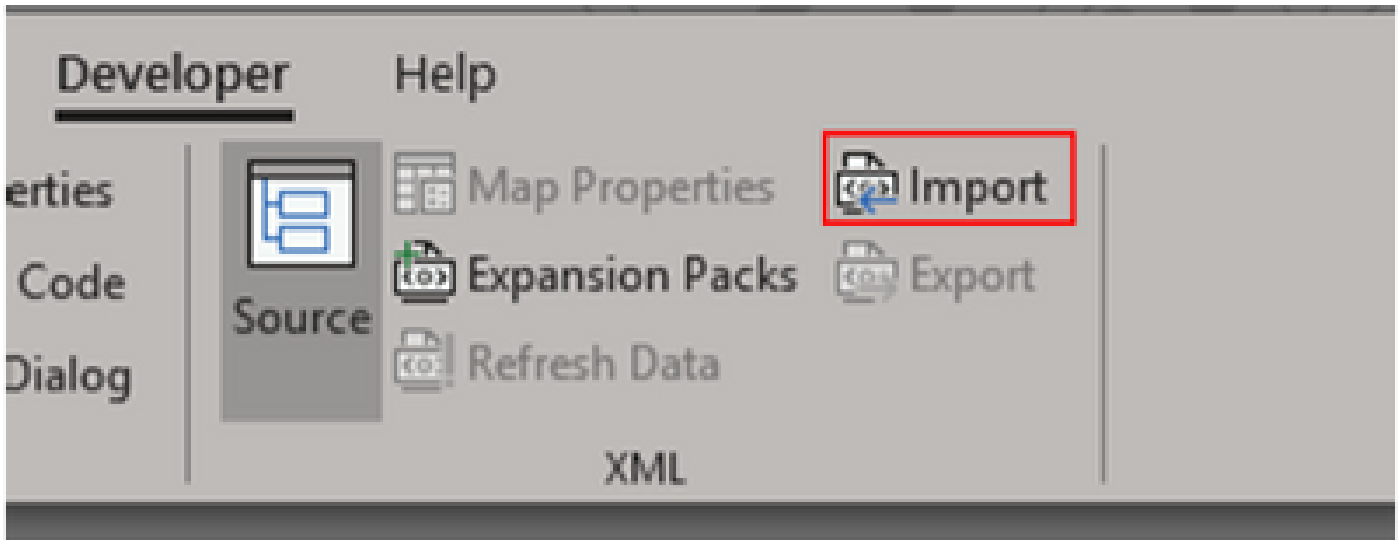 Developer Help
erties
Code
Dialog
Source
Map Properties
Expansion Packs
Refresh Data
Import
Export
XML